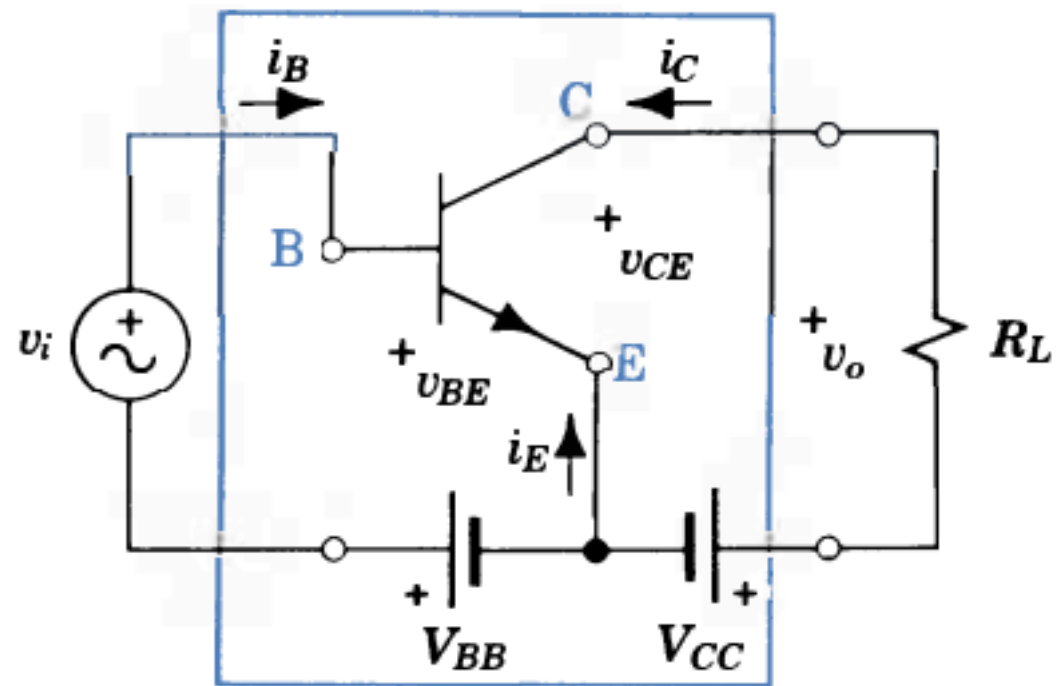 i_B
i_C
C
B
+
v_CE
+
v_i
+
v_BE
E
+
v_o
R_L
i_E
+
V_BB
+
V_CC